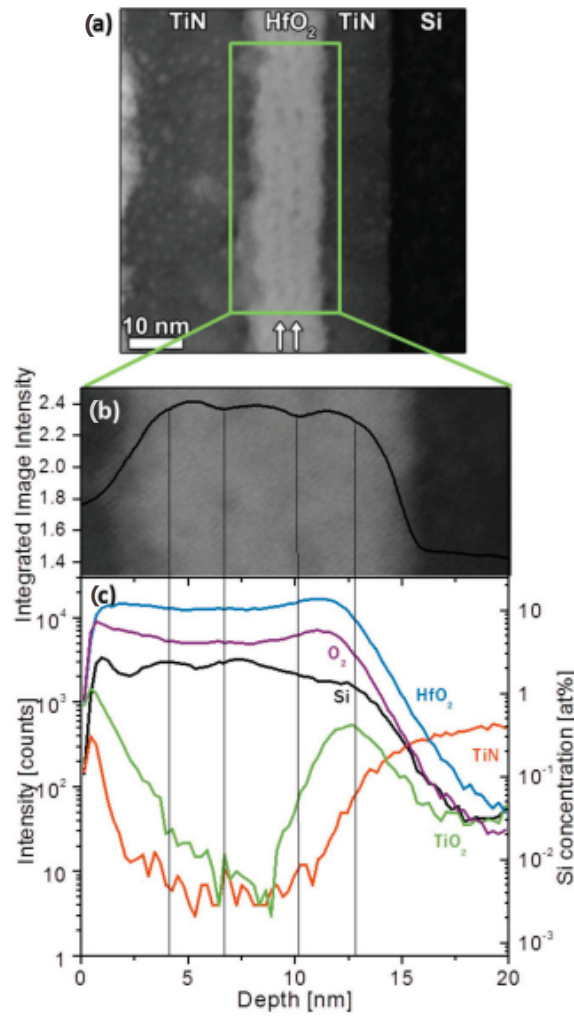 (a)
TiN HfO₂ TiN Si
10 nm
(b)
Integrated Image Intensity
2.4
2.2
2.0
1.8
1.6
1.4
(c)
Intensity [counts]
10⁴
10³
10²
10
1
O₂
Si
HfO₂
TiN
TiO₂
Si concentration [at%]
10
1
10⁻¹
10⁻²
10⁻³
0 5 10 15 20
Depth [nm]